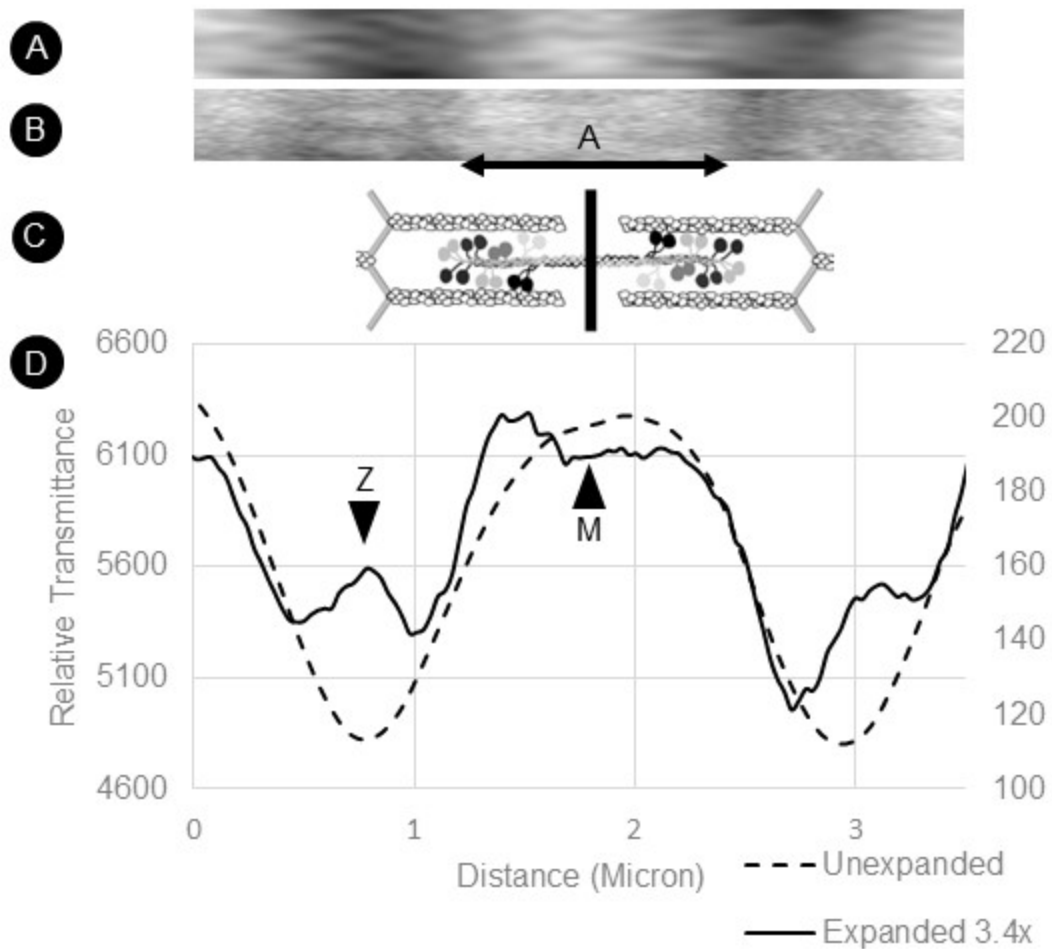 A
B
A
C
D
6600
6100
5600
5100
4600
Relative Transmittance
220
200
180
160
140
120
100
Z
M
0 1 2 3
Distance (Micron)
Unexpanded
Expanded 3.4x